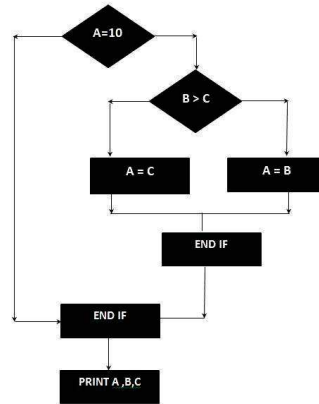 A=10
B > C
A = C
A = B
END IF
END IF
PRINT A ,B,C